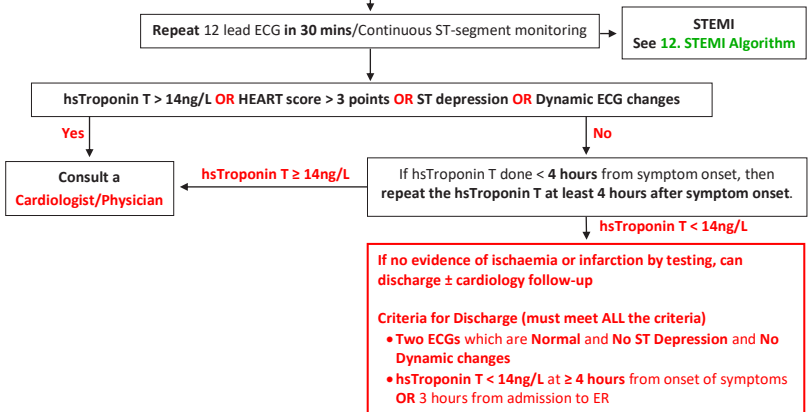 Repeat 12 lead ECG in 30 mins/Continuous ST-segment monitoring
STEMI
See 12. STEMI Algorithm
hsTroponin T > 14ng/L OR HEART score > 3 points OR ST depression OR Dynamic ECG changes
Yes
No
Consult a
Cardiologist/Physician
hsTroponin T ≥ 14ng/L
If hsTroponin T done < 4 hours from symptom onset, then
repeat the hsTroponin T at least 4 hours after symptom onset.
hsTroponin T < 14ng/L
If no evidence of ischaemia or infarction by testing, can
discharge ± cardiology follow-up
Criteria for Discharge (must meet ALL the criteria)
• Two ECGs which are Normal and No ST Depression and No
Dynamic changes
• hsTroponin T < 14ng/L at ≥ 4 hours from onset of symptoms
OR 3 hours from admission to ER